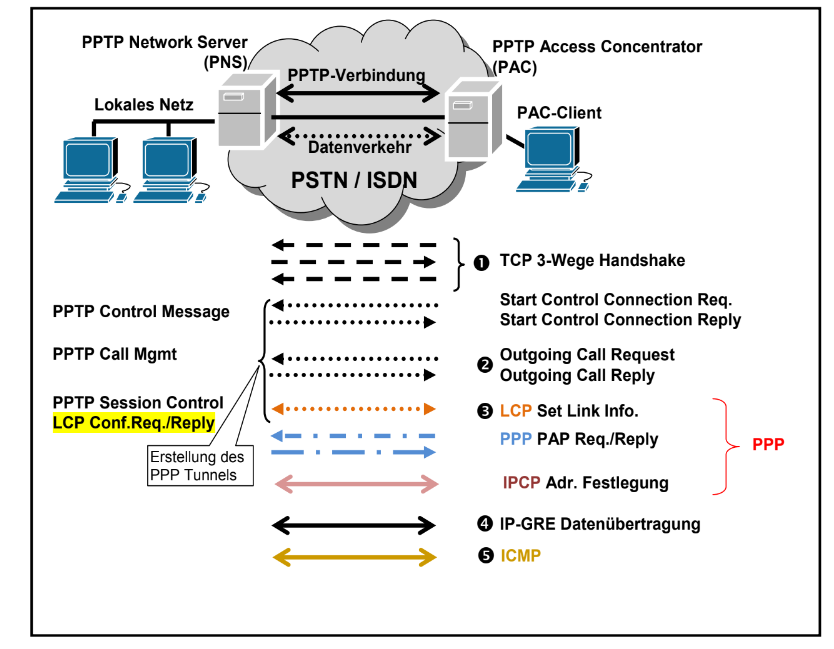 PPTP Network Server
(PNS)
PPTP Access Concentrator
(PAC)
PPTP-Verbindung
Lokales Netz
PAC-Client
Datenverkehr
PSTN / ISDN
❶ TCP 3-Wege Handshake
PPTP Control Message
Start Control Connection Req.
Start Control Connection Reply
PPTP Call Mgmt
❷ Outgoing Call Request
Outgoing Call Reply
PPTP Session Control
LCP Conf.Req./Reply
❸ LCP Set Link Info.
PPP PAP Req./Reply
PPP
Erstellung des
PPP Tunnels
IPCP Adr. Festlegung
❹ IP-GRE Datenübertragung
❺ ICMP